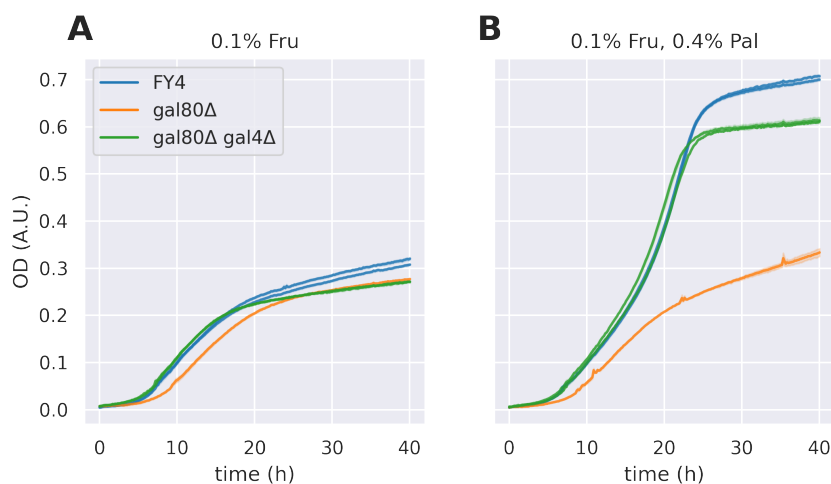 A
0.1% Fru
FY4
gal80Δ
gal80Δ gal4Δ
OD (A.U.)
0.7
0.6
0.5
0.4
0.3
0.2
0.1
0.0
0 10 20 30 40
time (h)
B
0.1% Fru, 0.4% Pal
0 10 20 30 40
time (h)